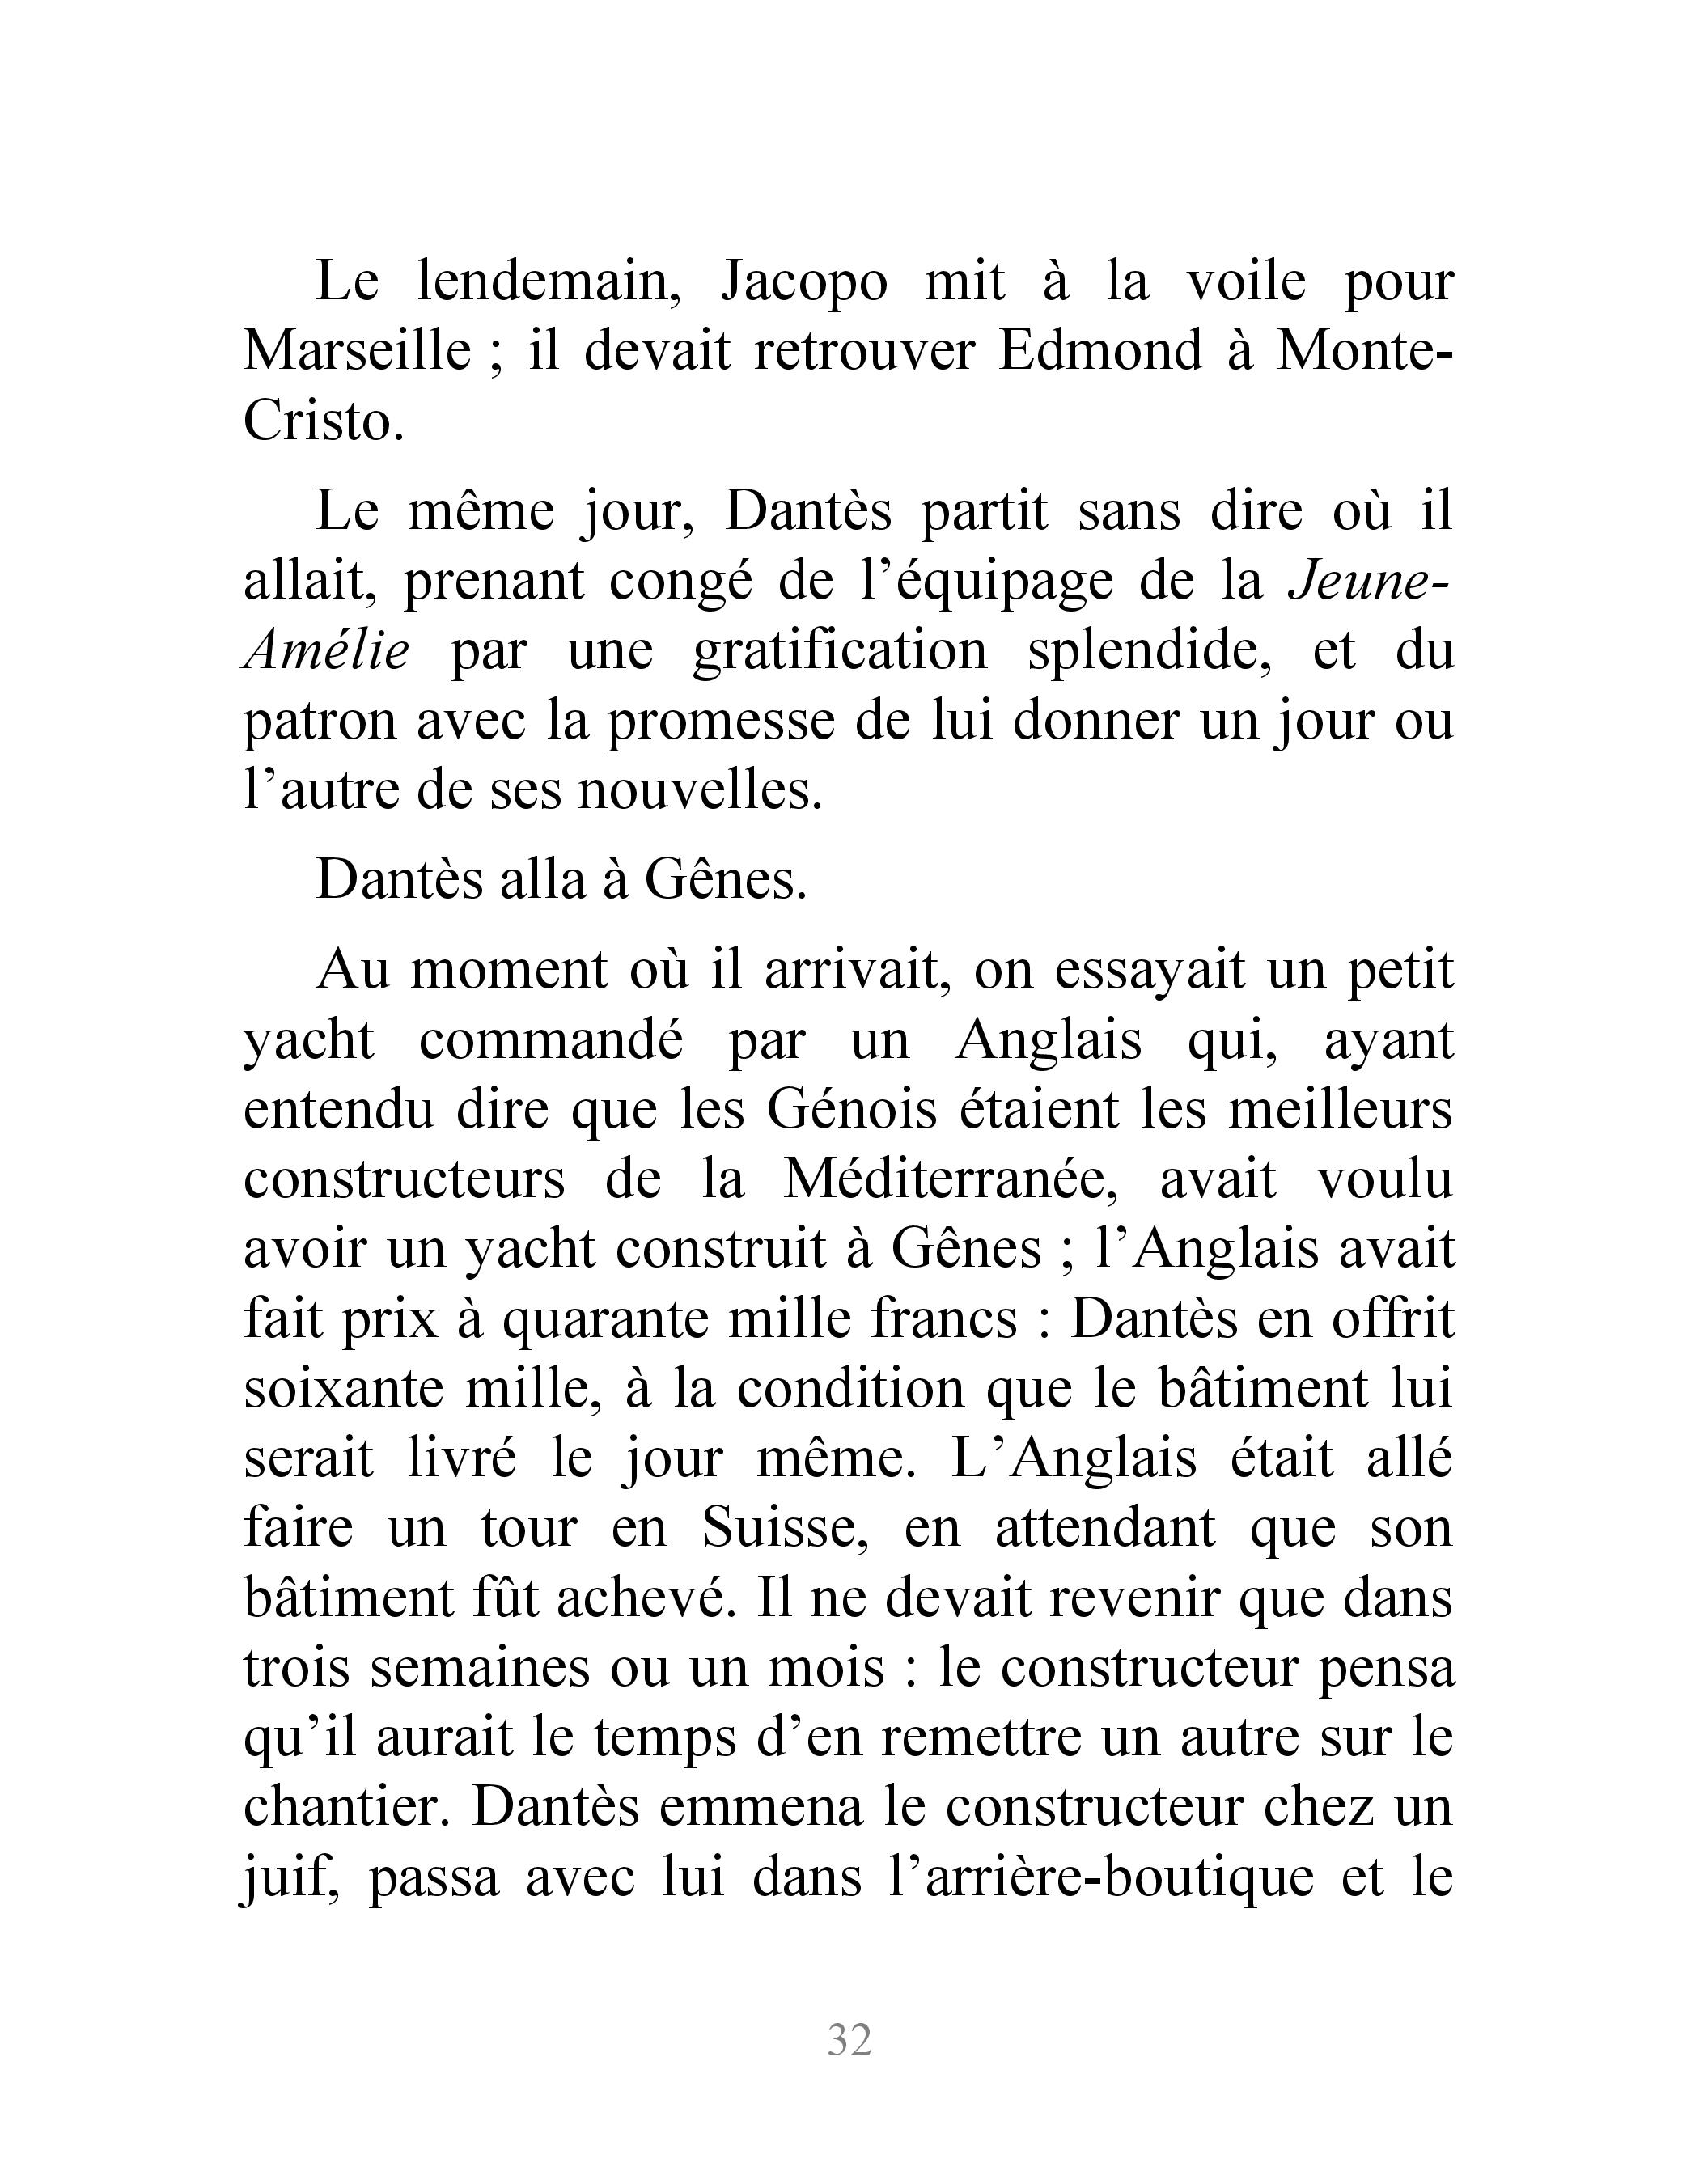 Le lendemain, Jacopo mit à la voile pour
Marseille ; il devait retrouver Edmond à Monte-
Cristo.
Le même jour, Dantès partit sans dire où il
allait, prenant congé de l’équipage de la Jeune-
Amélie par une gratification splendide, et du
patron avec la promesse de lui donner un jour ou
l’autre de ses nouvelles.
Dantès alla à Gênes.
Au moment où il arrivait, on essayait un petit
yacht commandé par un Anglais qui, ayant
entendu dire que les Génois étaient les meilleurs
constructeurs de la Méditerranée, avait voulu
avoir un yacht construit à Gênes ; l’Anglais avait
fait prix à quarante mille francs : Dantès en offrit
soixante mille, à la condition que le bâtiment lui
serait livré le jour même. L’Anglais était allé
faire un tour en Suisse, en attendant que son
bâtiment fût achevé. Il ne devait revenir que dans
trois semaines ou un mois : le constructeur pensa
qu’il aurait le temps d’en remettre un autre sur le
chantier. Dantès emmena le constructeur chez un
juif, passa avec lui dans l’arrière-boutique et le
32